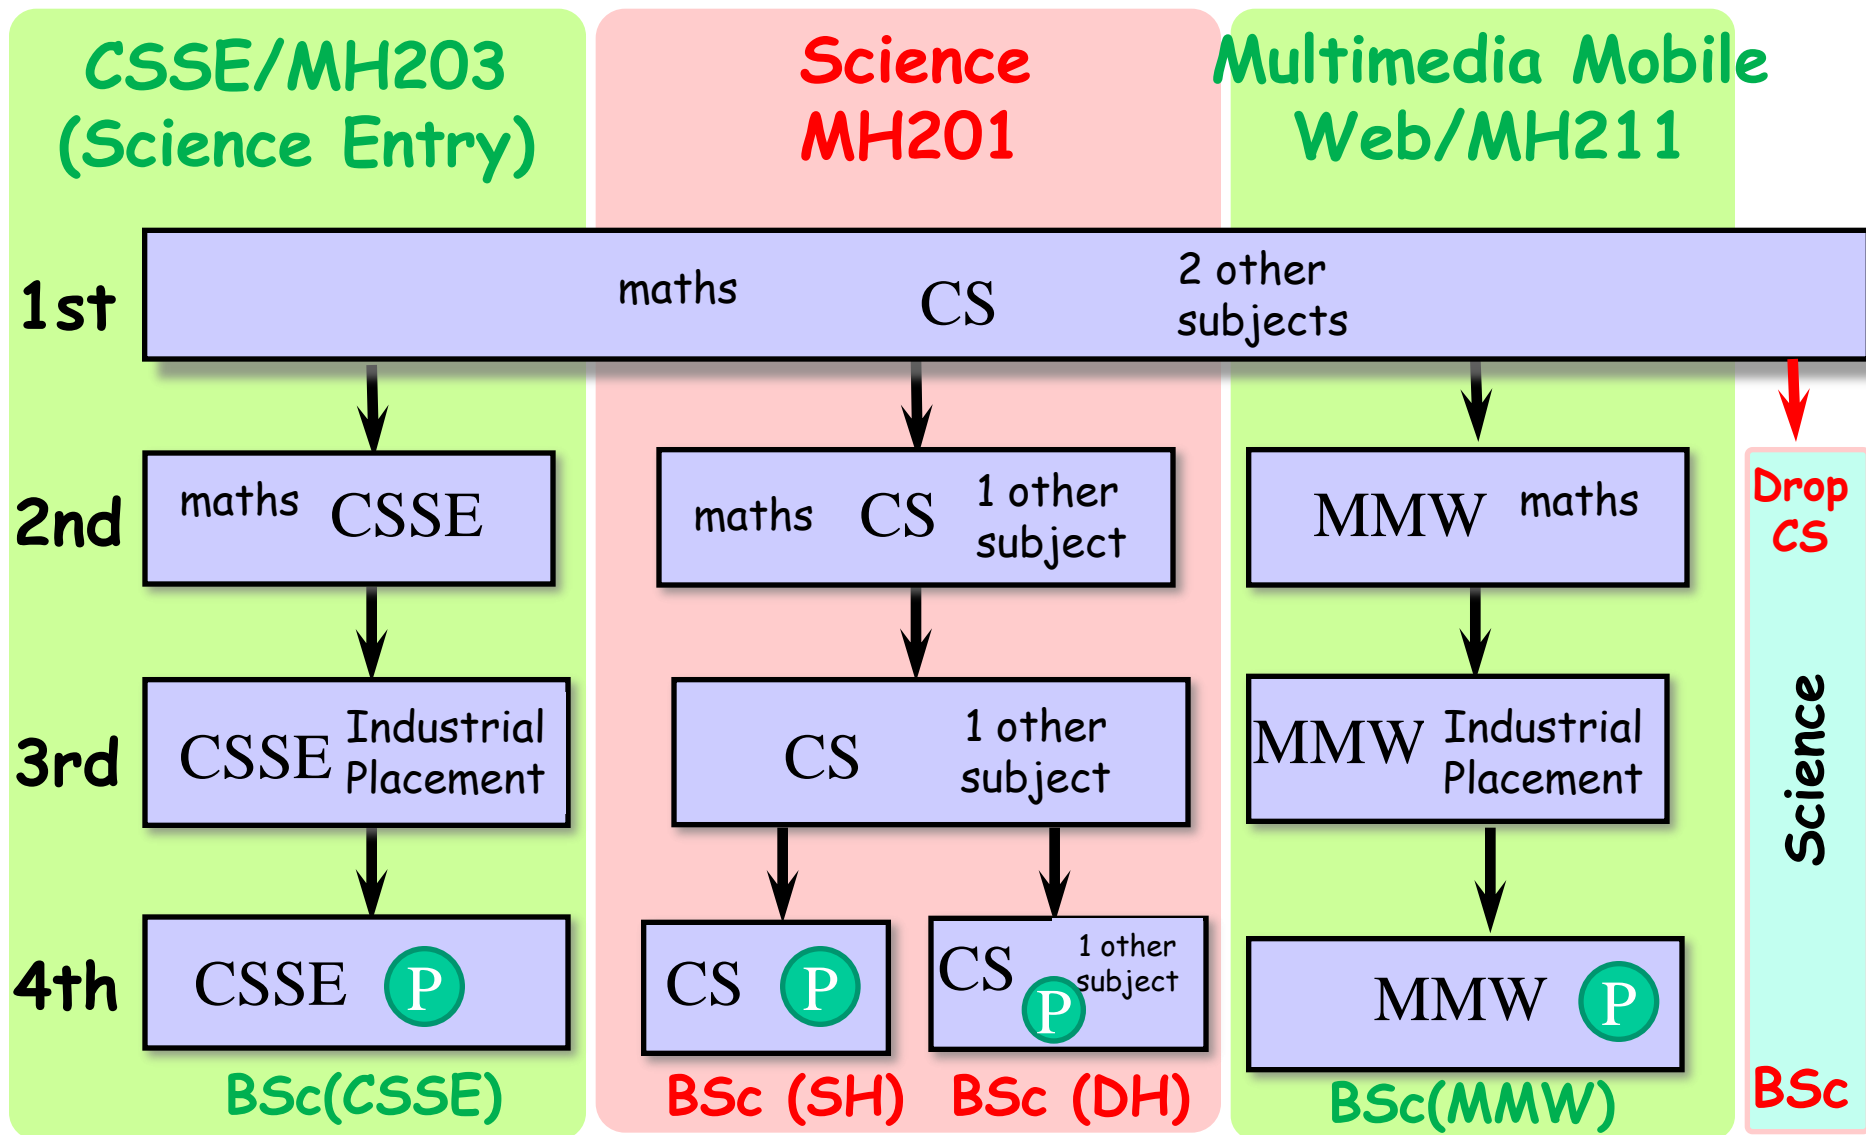 CSSE/MH203
(Science Entry)
Science
MH201
Multimedia Mobile
Web/MH211
1st
maths
CS
2 other
subjects
2nd
maths
CSSE
maths
CS
1 other
subject
MMW
maths
Drop
CS
3rd
CSSE
Industrial
Placement
CS
1 other
subject
MMW
Industrial
Placement
Science
4th
CSSE
P
CS
P
CS
P
1 other
subject
MMW
P
BSc(CSSE)
BSc (SH)
BSc (DH)
BSc(MMW)
BSc